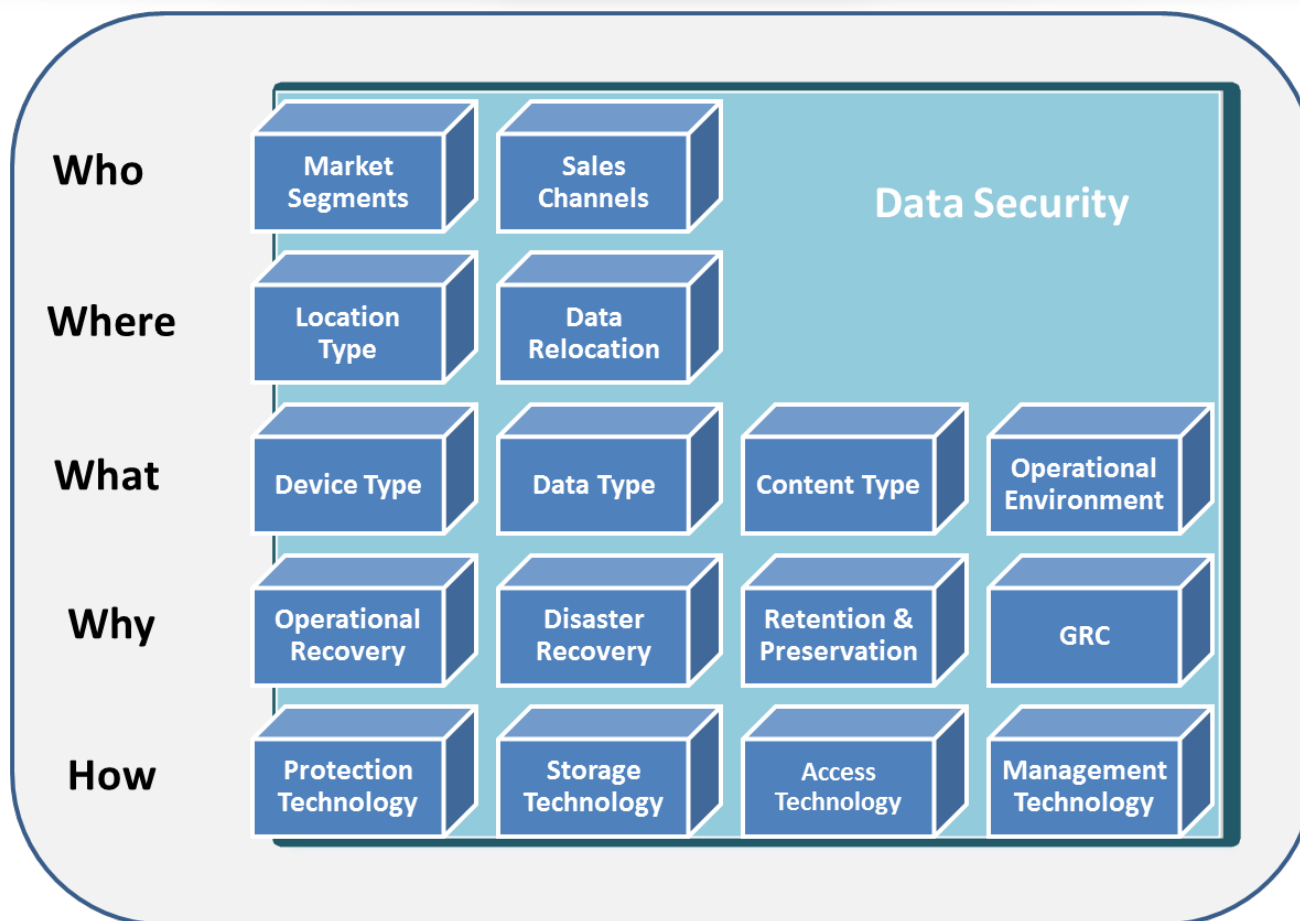 Who
Market
Segments
Sales
Channels
Data Security
Where
Location
Type
Data
Relocation
What
Device Type
Data Type
Content Type
Operational
Environment
Why
Operational
Recovery
Disaster
Recovery
Retention &
Preservation
GRC
How
Protection
Technology
Storage
Technology
Access
Technology
Management
Technology